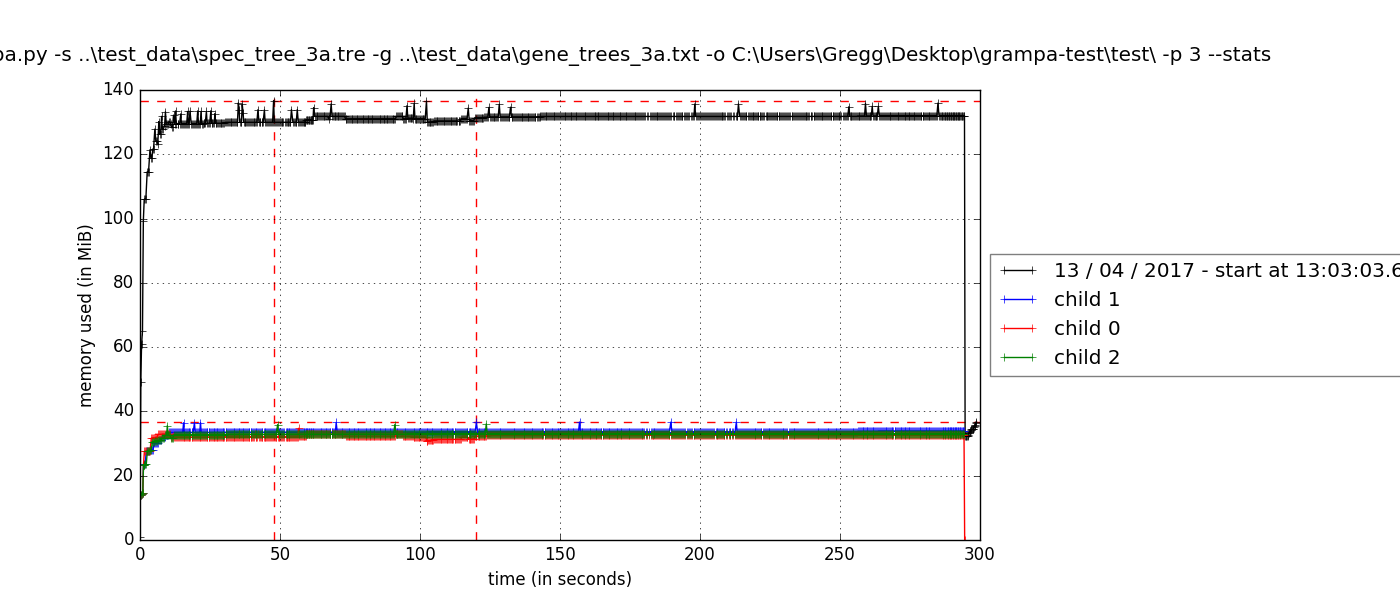 pa.py -s ..\test_data\spec_tree_3a.tre -g ..\test_data\gene_trees_3a.txt -o C:\Users\Gregg\Desktop\grampa-test\test\ -p 3 --stats
140
120
100
80
60
40
20
0
memory used (in MiB)
0 50 100 150 200 250 300
time (in seconds)
13 / 04 / 2017 - start at 13:03:03.6
child 1
child 0
child 2